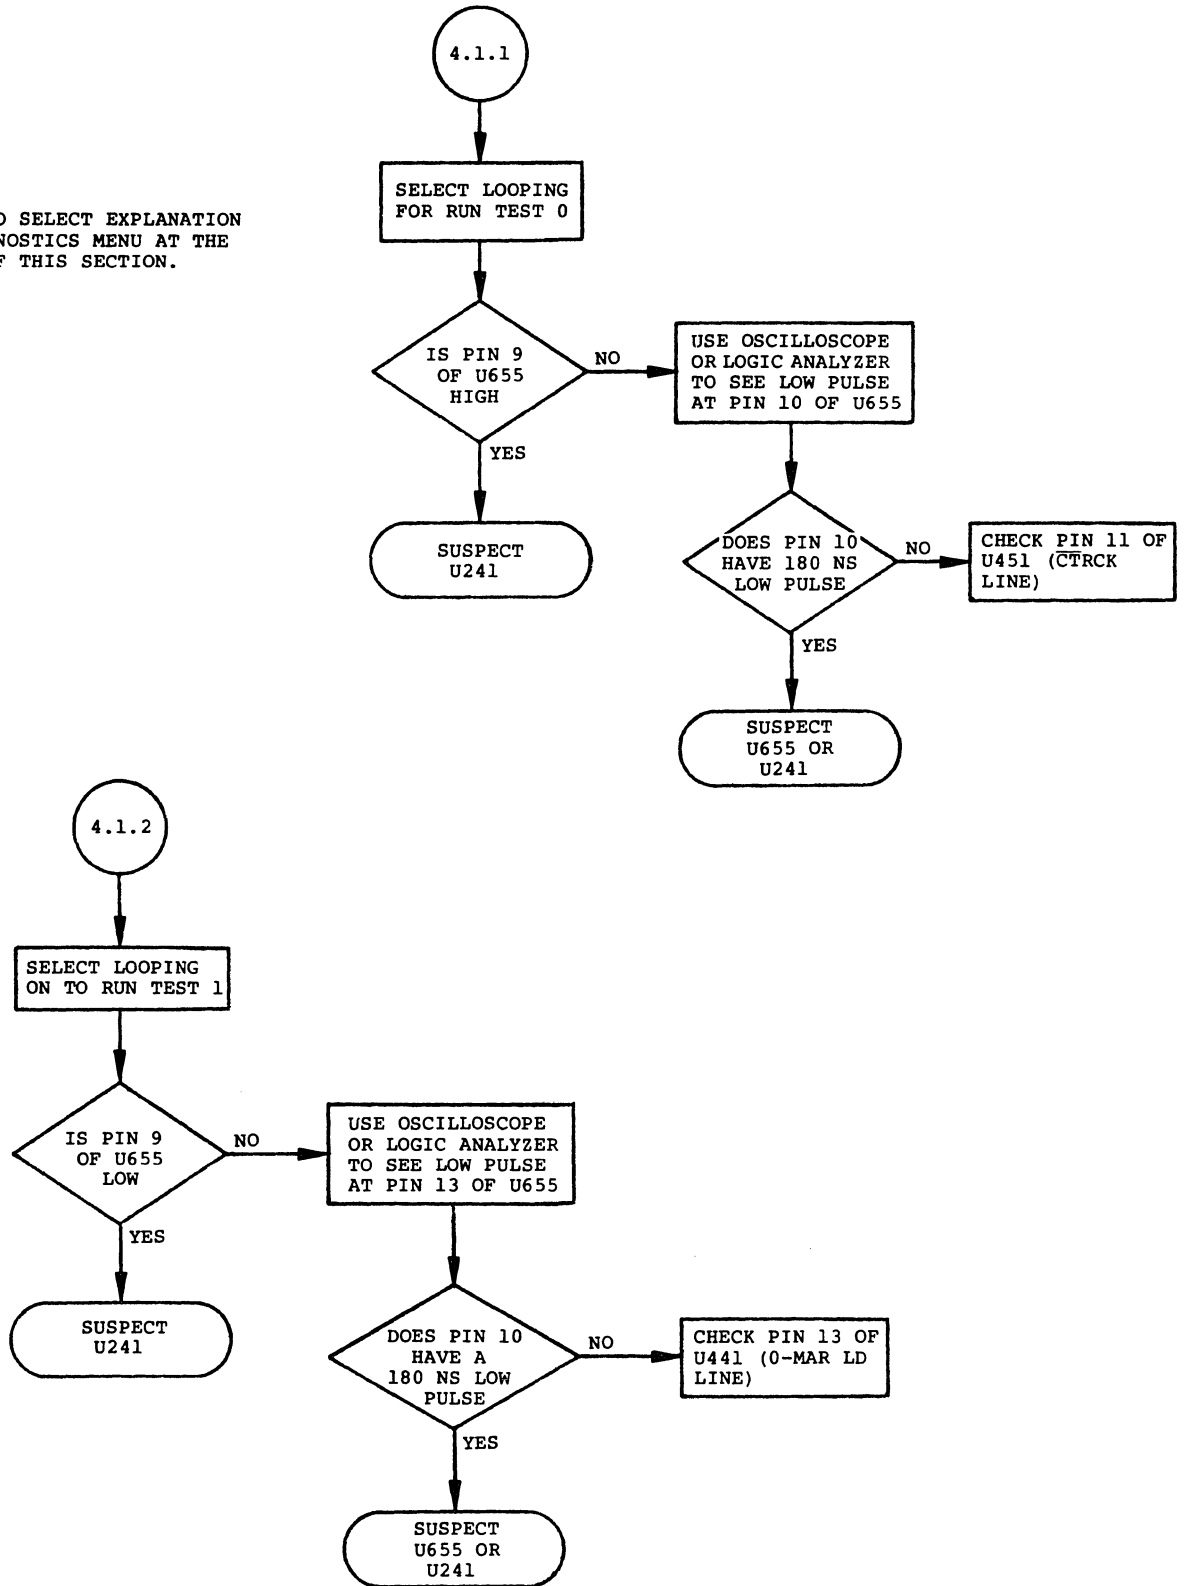 4.1.1
SELECT LOOPING
FOR RUN TEST 0
SELECT EXPLANATION
MENU AT THE
THIS SECTION.
IS PIN 9
OF U655
HIGH
NO
USE OSCILLOSCOPE
OR LOGIC ANALYZER
TO SEE LOW PULSE
AT PIN 10 OF U655
YES
SUSPECT
U241
DOES PIN 10
HAVE 180 NS
LOW PULSE
NO
CHECK PIN 11 OF
U451 (C̅T̅RCK
LINE)
YES
SUSPECT
U655 OR
U241
4.1.2
SELECT LOOPING
ON TO RUN TEST 1
IS PIN 9
OF U655
LOW
NO
USE OSCILLOSCOPE
OR LOGIC ANALYZER
TO SEE LOW PULSE
AT PIN 13 OF U655
YES
SUSPECT
U241
DOES PIN 10
HAVE A
180 NS LOW
PULSE
NO
CHECK PIN 13 OF
U441 (0-MAR LD
LINE)
YES
SUSPECT
U655 OR
U241